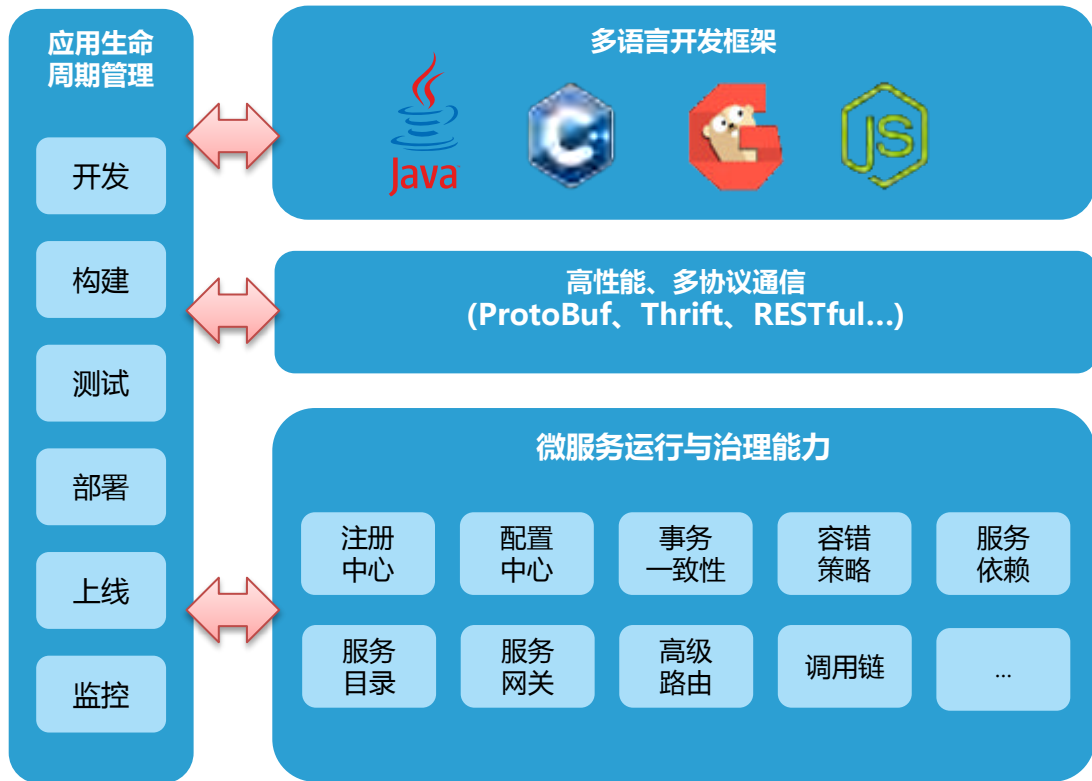 应用生命
周期管理
开发
构建
测试
部署
上线
监控
多语言开发框架
Java
C
G
JS
高性能、多协议通信
(ProtoBuf、Thrift、RESTful...)
微服务运行与治理能力
注册
中心
配置
中心
事务
一致性
容错
策略
服务
依赖
服务
目录
服务
网关
高级
路由
调用链
...